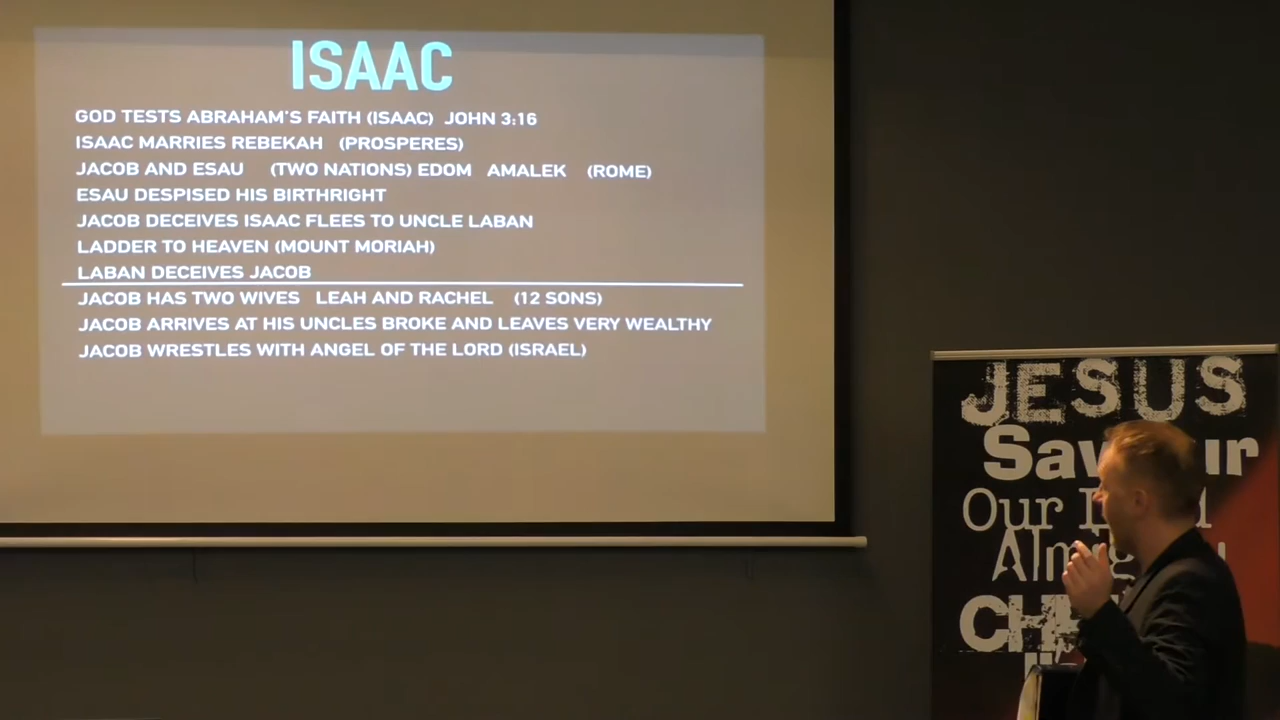 ISAAC
GOD TESTS ABRAHAM'S FAITH (ISAAC) JOHN 3:16
ISAAC MARRIES REBEKAH (PROSPERES)
JACOB AND ESAU (TWO NATIONS) EDOM AMALEK (ROME)
ESAU DESPISED HIS BIRTHRIGHT
JACOB DECEIVES ISAAC FLEES TO UNCLE LABAN
LADDER TO HEAVEN (MOUNT MORIAH)
LABAN DECEIVES JACOB
JACOB HAS TWO WIVES LEAH AND RACHEL (12 SONS)
JACOB ARRIVES AT HIS UNCLES BROKE AND LEAVES VERY WEALTHY
JACOB WRESTLES WITH ANGEL OF THE LORD (ISRAEL)
JESUS
Our